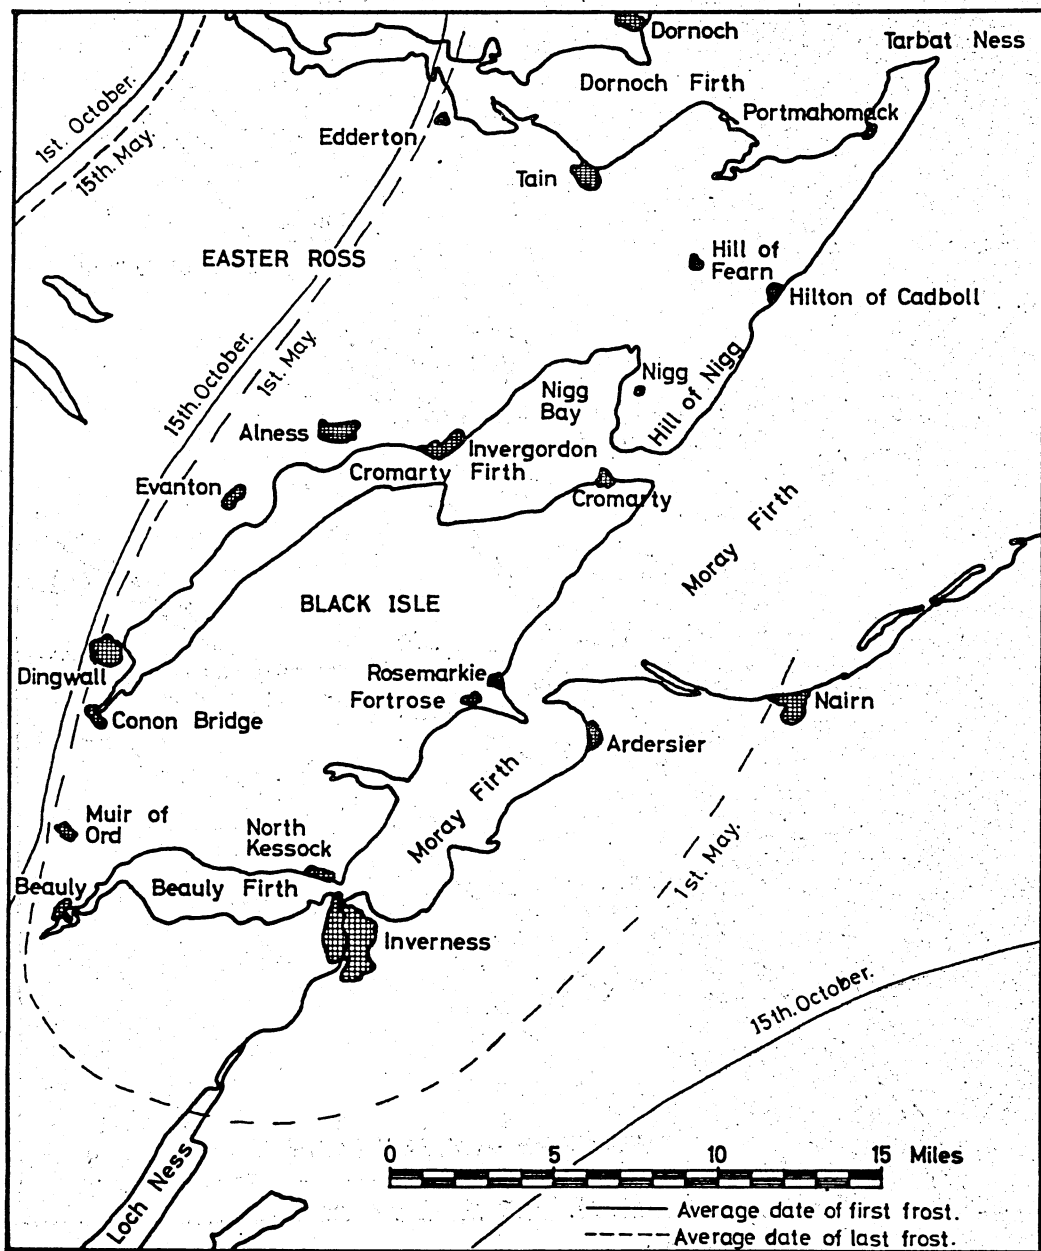 Dornoch
Tarbat Ness
Dornoch Firth
Portmahomack
1st. October.
15th. May.
Edderton
Tain
EASTER ROSS
Hill of
Fearn
Hilton of Cadboll
15th. October.
1st. May.
Nigg
Nigg
Bay
Hill of Nigg
Alness
Invergordon
Cromarty Firth
Evanton
Cromarty
Moray Firth
BLACK ISLE
Rosemarkie
Fortrose
Dingwall
Conon Bridge
Nairn
Ardersier
Moray Firth
Muir of
Ord
North
Kessock
1st. May.
Beauly
Beauly Firth
Inverness
15th. October.
Loch Ness
0 5 10 15 Miles
Average date of first frost.
Average date of last frost.